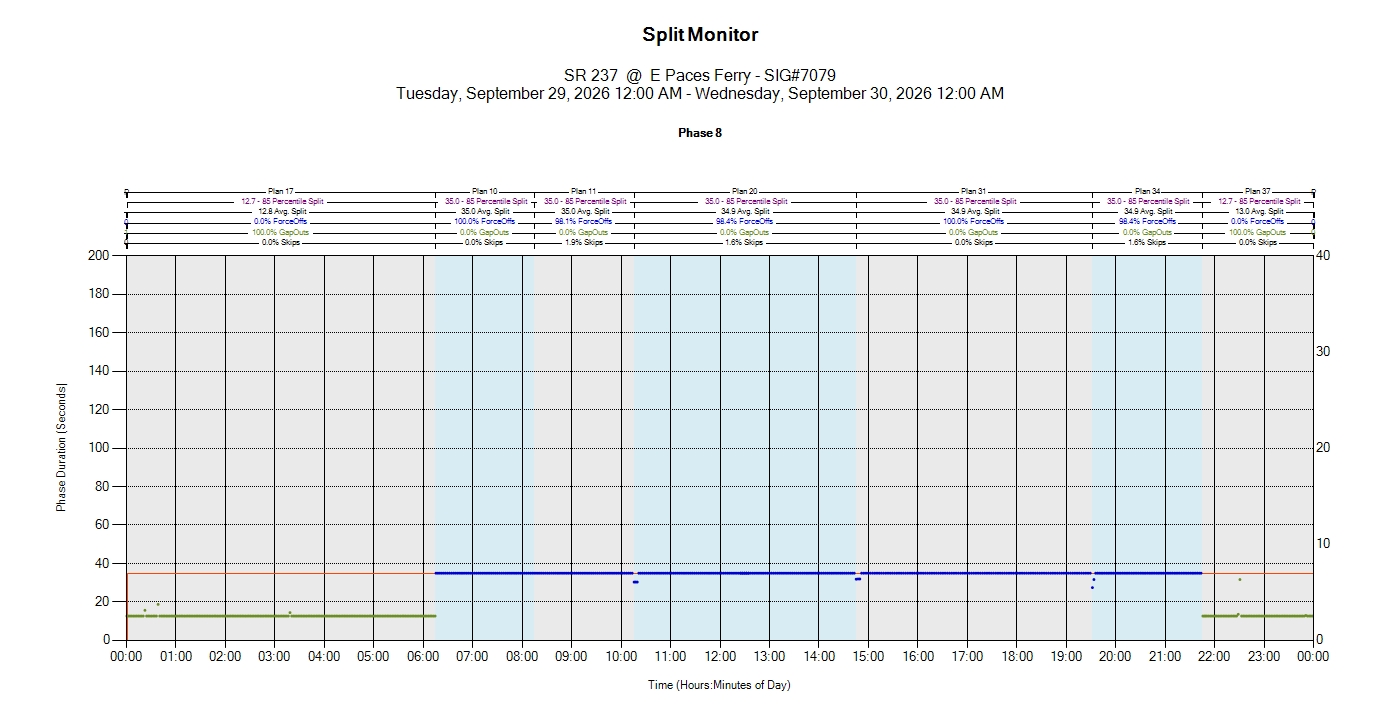 Split Monitor
SR 237 @ E Paces Ferry - SIG#7079
Tuesday, September 29, 2026 12:00 AM - Wednesday, September 30, 2026 12:00 AM
Phase 8
Plan 17 Plan 10 Plan 11 Plan 20 Plan 31 Plan 34 Plan 37
12.7 - 85 Percentile Split 35.0 - 85 Percentile Split 35.0 - 85 Percentile Split 35.0 - 85 Percentile Split 35.0 - 85 Percentile Split 35.0 - 85 Percentile Split 12.7 - 85 Percentile Split
12.8 Avg. Split 35.0 Avg. Split 35.0 Avg. Split 34.9 Avg. Split 34.9 Avg. Split 34.9 Avg. Split 13.0 Avg. Split
0.0% ForceOffs 100.0% ForceOffs 98.1% ForceOffs 98.4% ForceOffs 100.0% ForceOffs 98.4% ForceOffs 0.0% ForceOffs
100.0% GapOuts 0.0% GapOuts 0.0% GapOuts 0.0% GapOuts 0.0% GapOuts 0.0% GapOuts 100.0% GapOuts
0.0% Skips 0.0% Skips 1.9% Skips 1.6% Skips 0.0% Skips 1.6% Skips 0.0% Skips
200 40
180
160
30
140
120
100 20
80
60
10
40
20
0 0
Phase Duration (Seconds)
00:00 01:00 02:00 03:00 04:00 05:00 06:00 07:00 08:00 09:00 10:00 11:00 12:00 13:00 14:00 15:00 16:00 17:00 18:00 19:00 20:00 21:00 22:00 23:00 00:00
Time (Hours:Minutes of Day)